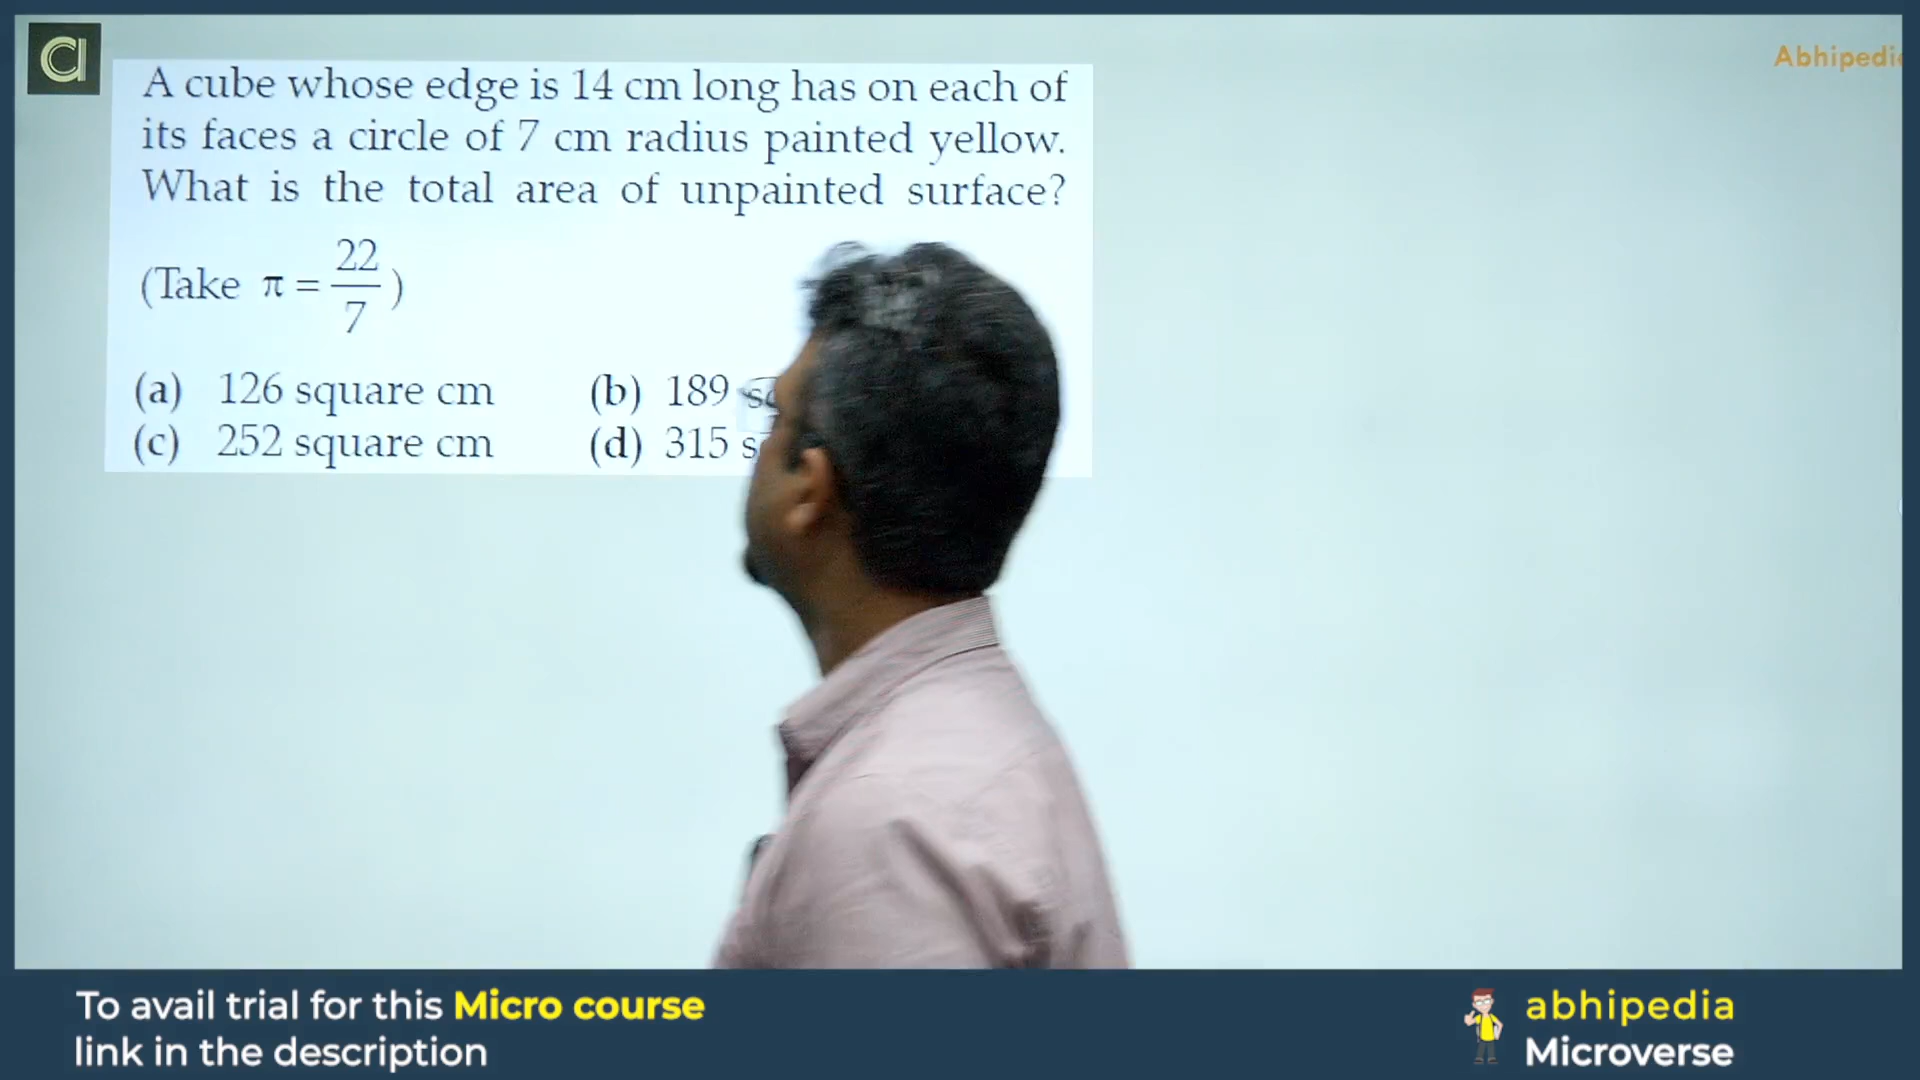 Abhipedi
A cube whose edge is 14 cm long has on each of
its faces a circle of 7 cm radius painted yellow.
What is the total area of unpainted surface?
(Take π = 22/7)
(a) 126 square cm (b) 189
(c) 252 square cm (d) 315
To avail trial for this Micro course
link in the description
abhipedia
Microverse